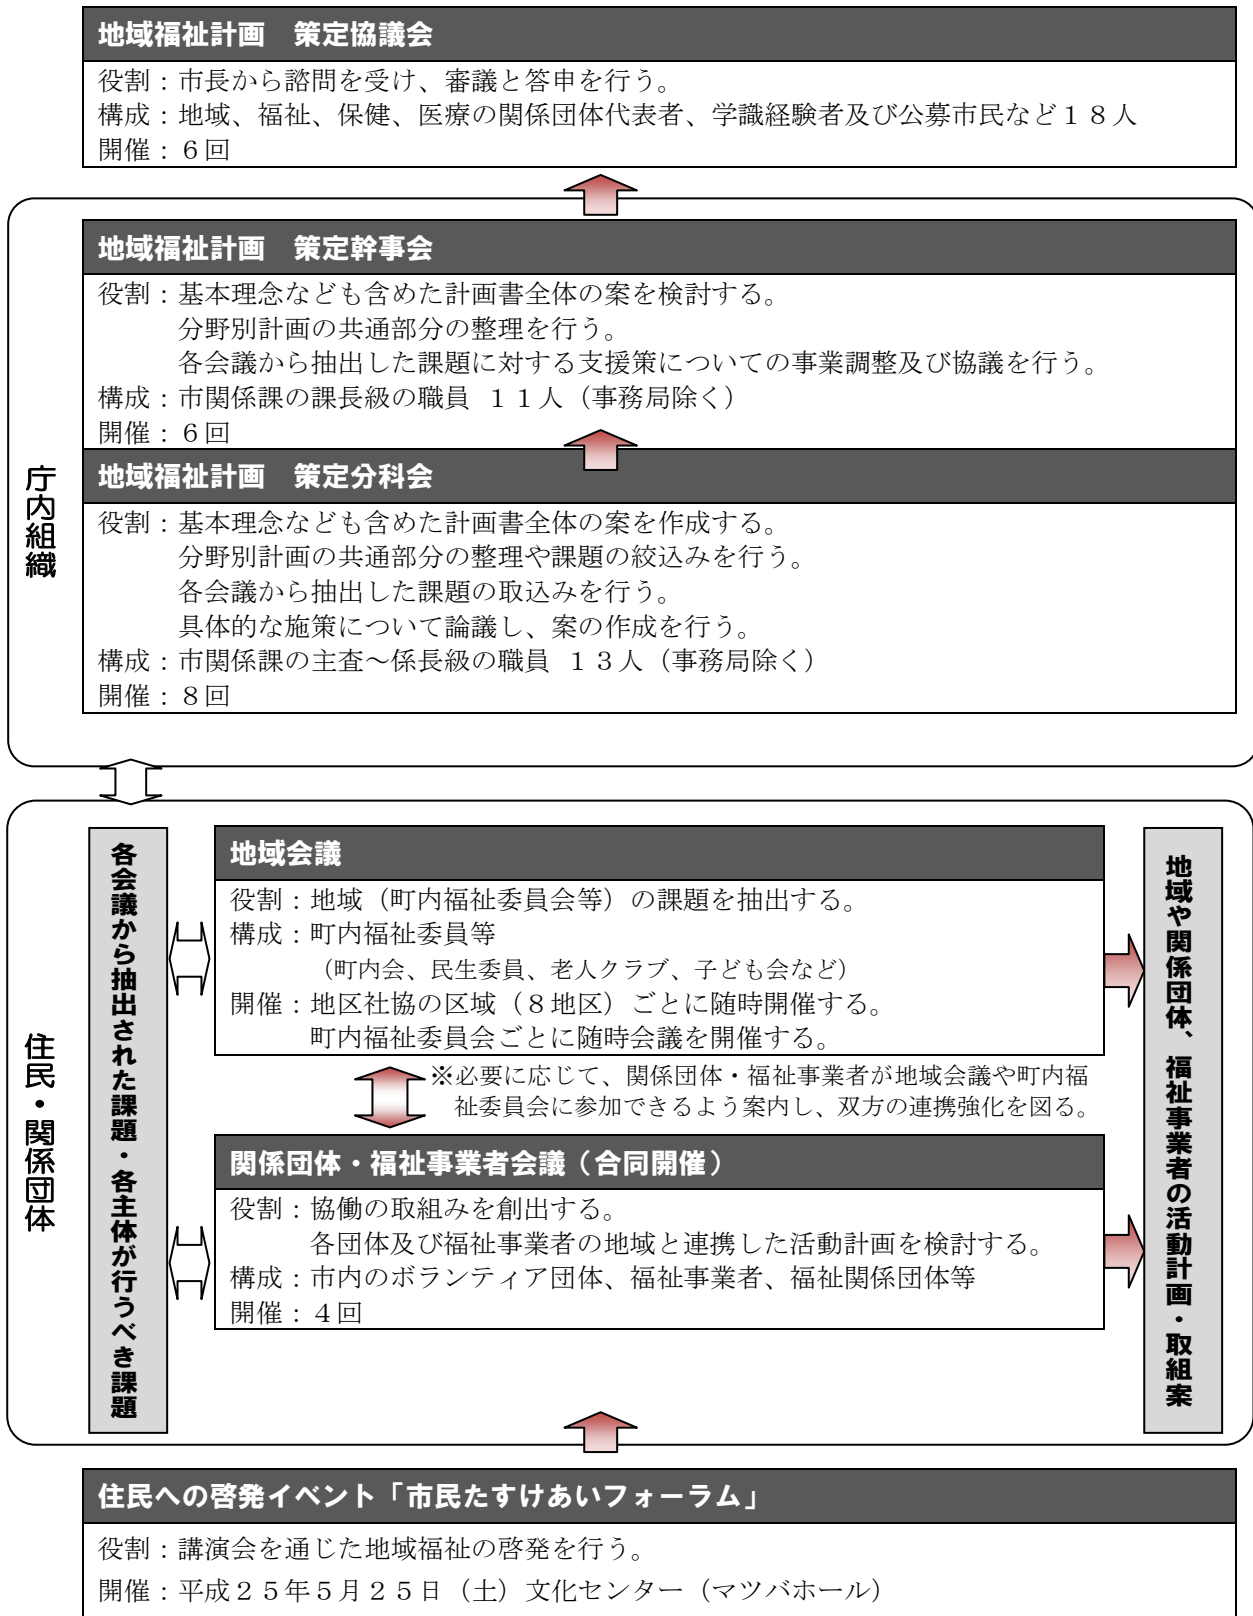 地域福祉計画　策定協議会
役割：市長から諮問を受け、審議と答申を行う。
構成：地域、福祉、保健、医療の関係団体代表者、学識経験者及び公募市民など１８人
開催：６回
庁内組織
地域福祉計画　策定幹事会
役割：基本理念なども含めた計画書全体の案を検討する。
分野別計画の共通部分の整理を行う。
各会議から抽出した課題に対する支援策についての事業調整及び協議を行う。
構成：市関係課の課長級の職員 １１人（事務局除く）
開催：６回
地域福祉計画　策定分科会
役割：基本理念なども含めた計画書全体の案を作成する。
分野別計画の共通部分の整理や課題の絞込みを行う。
各会議から抽出した課題の取込みを行う。
具体的な施策について論議し、案の作成を行う。
構成：市関係課の主査～係長級の職員 １３人（事務局除く）
開催：８回
住民・関係団体
各会議から抽出された課題・各主体が行うべき課題
地域会議
役割：地域（町内福祉委員会等）の課題を抽出する。
構成：町内福祉委員等
（町内会、民生委員、老人クラブ、子ども会など）
開催：地区社協の区域（８地区）ごとに随時開催する。
町内福祉委員会ごとに随時会議を開催する。
※必要に応じて、関係団体・福祉事業者が地域会議や町内福
祉委員会に参加できるよう案内し、双方の連携強化を図る。
関係団体・福祉事業者会議（合同開催）
役割：協働の取組みを創出する。
各団体及び福祉事業者の地域と連携した活動計画を検討する。
構成：市内のボランティア団体、福祉事業者、福祉関係団体等
開催：４回
地域や関係団体、福祉事業者の活動計画・取組案
住民への啓発イベント「市民たすけあいフォーラム」
役割：講演会を通じた地域福祉の啓発を行う。
開催：平成２５年５月２５日（土）文化センター（マツバホール）